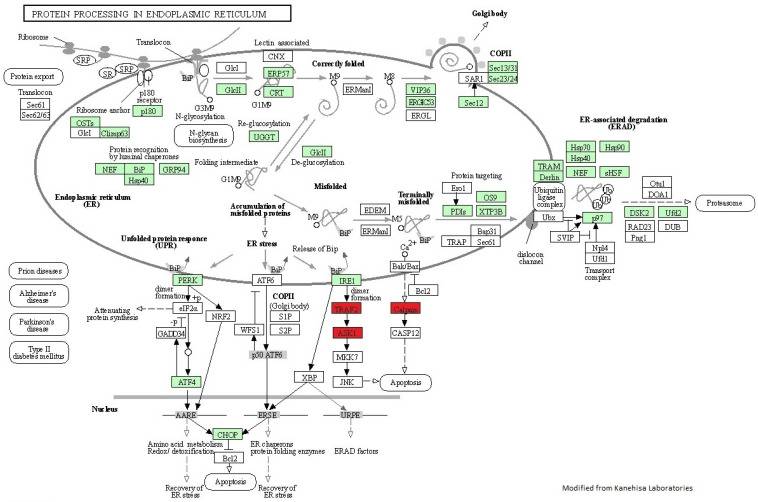 PROTEIN PROCESSING IN ENDOPLASMIC RETICULUM
Golgi body
Ribosome
Translocon
Lectin associated
CNX
COPII
SRP
SRP
SR
GlcI
ERP57
Correctly folded
M9
M8
Sec13/31
Sec23/24
SAR1
Protein export
BiP
GlcII
CRT
ERManI
VIP36
ERGIC53
ERGL
Sec12
p180
receptor
G3M9
G1M9
Translocon
Sec61
Sec62/63
Ribosome anchor
p180
N-glycosylation
OSTs
GlcI
Climp63
N-glycan
biosynthesis
Re-glucosylation
UGGT
ER-associated degradation
(ERAD)
Hsp70
Hsp90
Hsp40
Protein recognition
by luminal chaperones
NEF
BiP
GRP94
Hsp40
GlcII
De-glucosylation
Folding intermediate
G1M9
TRAM
Derlin
NEF
sHSF
Protein targeting
Ubiquitin
ligase
complex
Ub
Ub
Otu1
DOA1
Proteasome
Endoplasmic reticulum
(ER)
Misfolded
Terminally
misfolded
Ero1
OS9
PDIs
XTP3B
Accumulation of
misfolded proteins
M9
EDEM
M5
ERManI
BiP
TRAP
Bap31
Sec61
Ubx
p97
SVIP
DSK2
Ufd2
RAD23
DUB
Png1
Npl4
Ufd1
Transport
complex
dislocon
channel
Unfolded protein responce
(UPR)
ER stress
Release of Bip
Ca
2+
Bak/Bax
Bcl2
Prion diseases
Alzheimer's
disease
Parkinson's
disease
Type II
diabetes mellitus
BiP
PERK
BiP
ATF6
BiP
IRE1
dimer
formation
+p
eIF2α
-p
GADD34
NRF2
Attenuating
protein synthesis
COPII
(Golgi body)
S1P
S2P
WFS1
p50 ATF6
dimer
formation
TRAF2
ASK1
MKK7
JNK
Calpain
CASP12
Apoptosis
XBP
ATF4
Nucleus
AARE
ERSE
URPE
CHOP
Bcl2
Apoptosis
Amino acid metabolism
Redox/ detoxification
ER chaperons
protein folding enzymes
ERAD factors
Recovery of
ER stress
Recovery of
ER stress
Modified from Kanehisa Laboratories